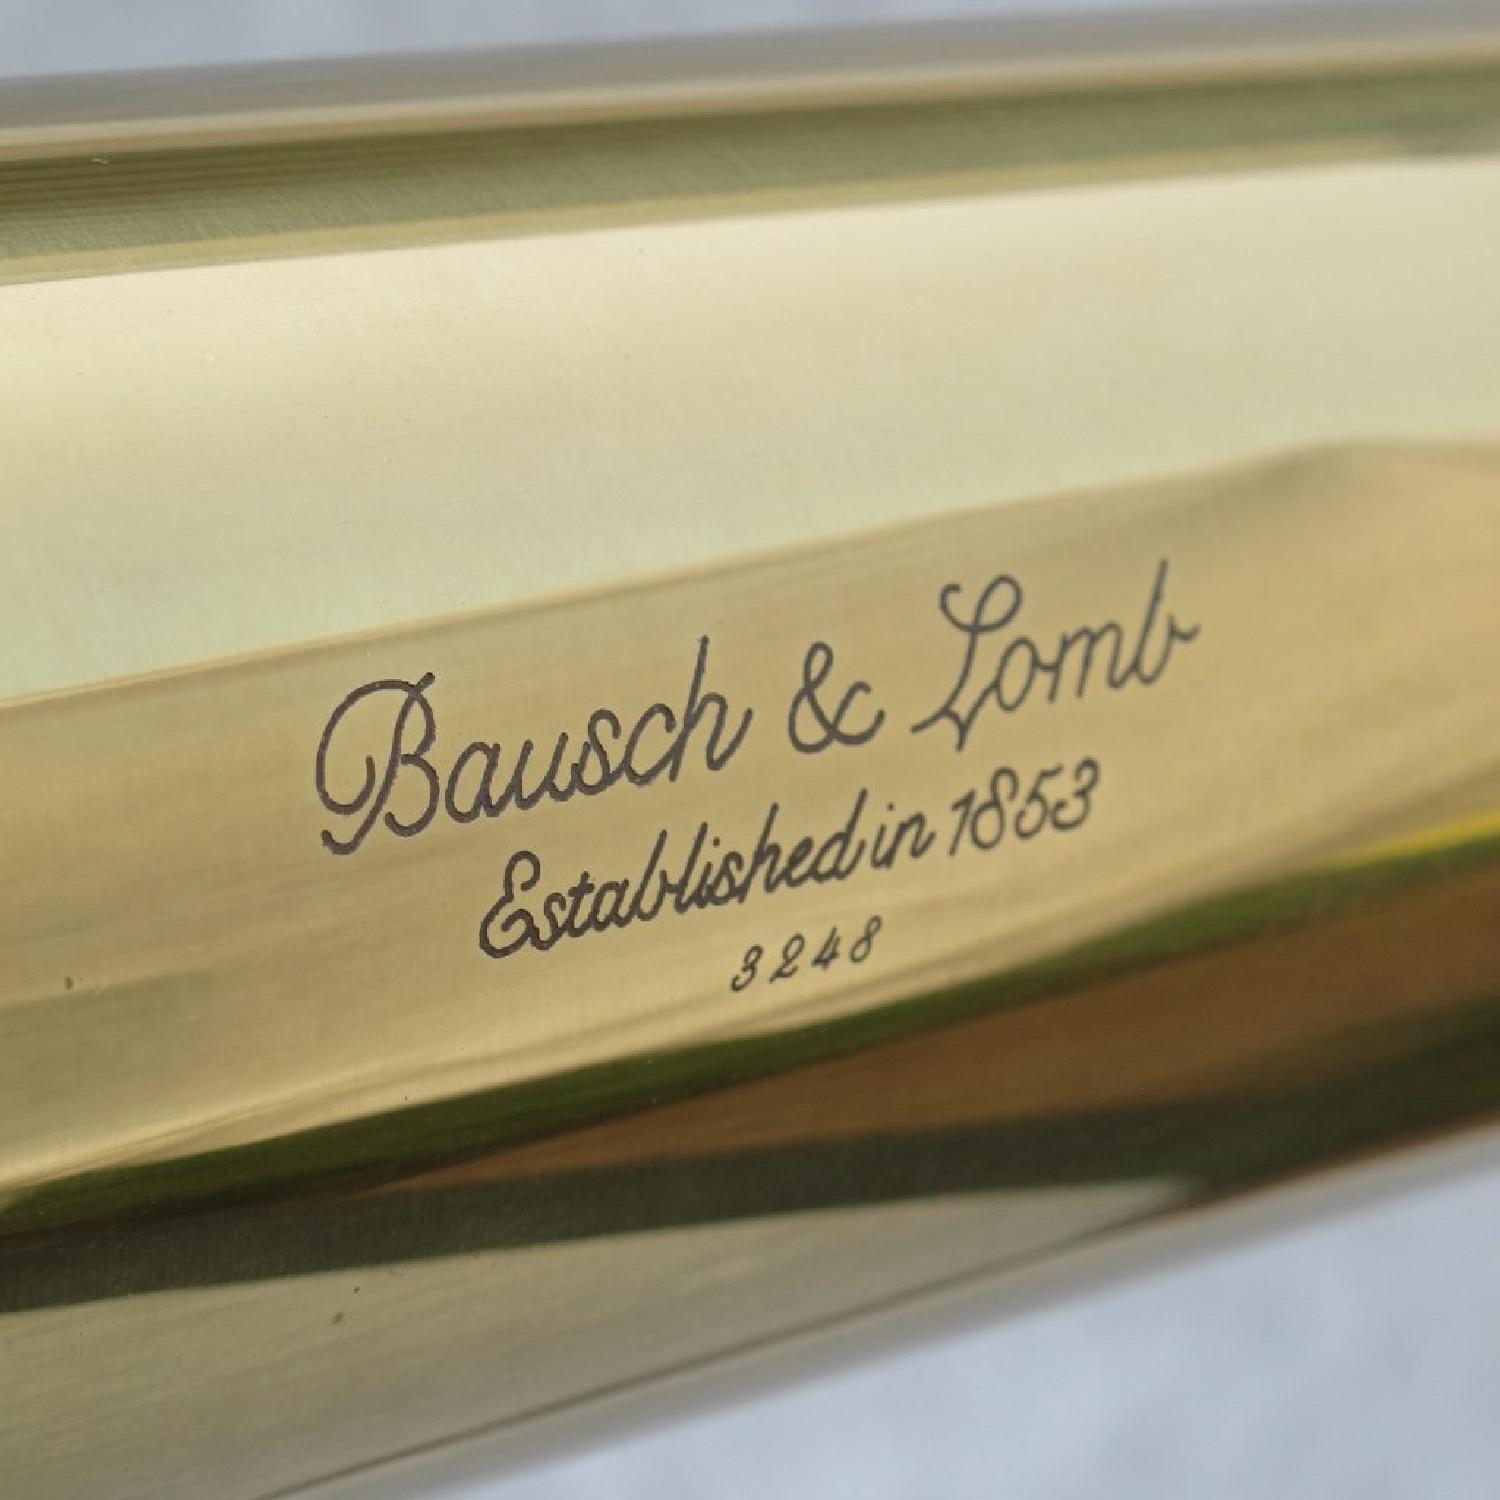 Bausch & Lomb
Established in 1853
3248